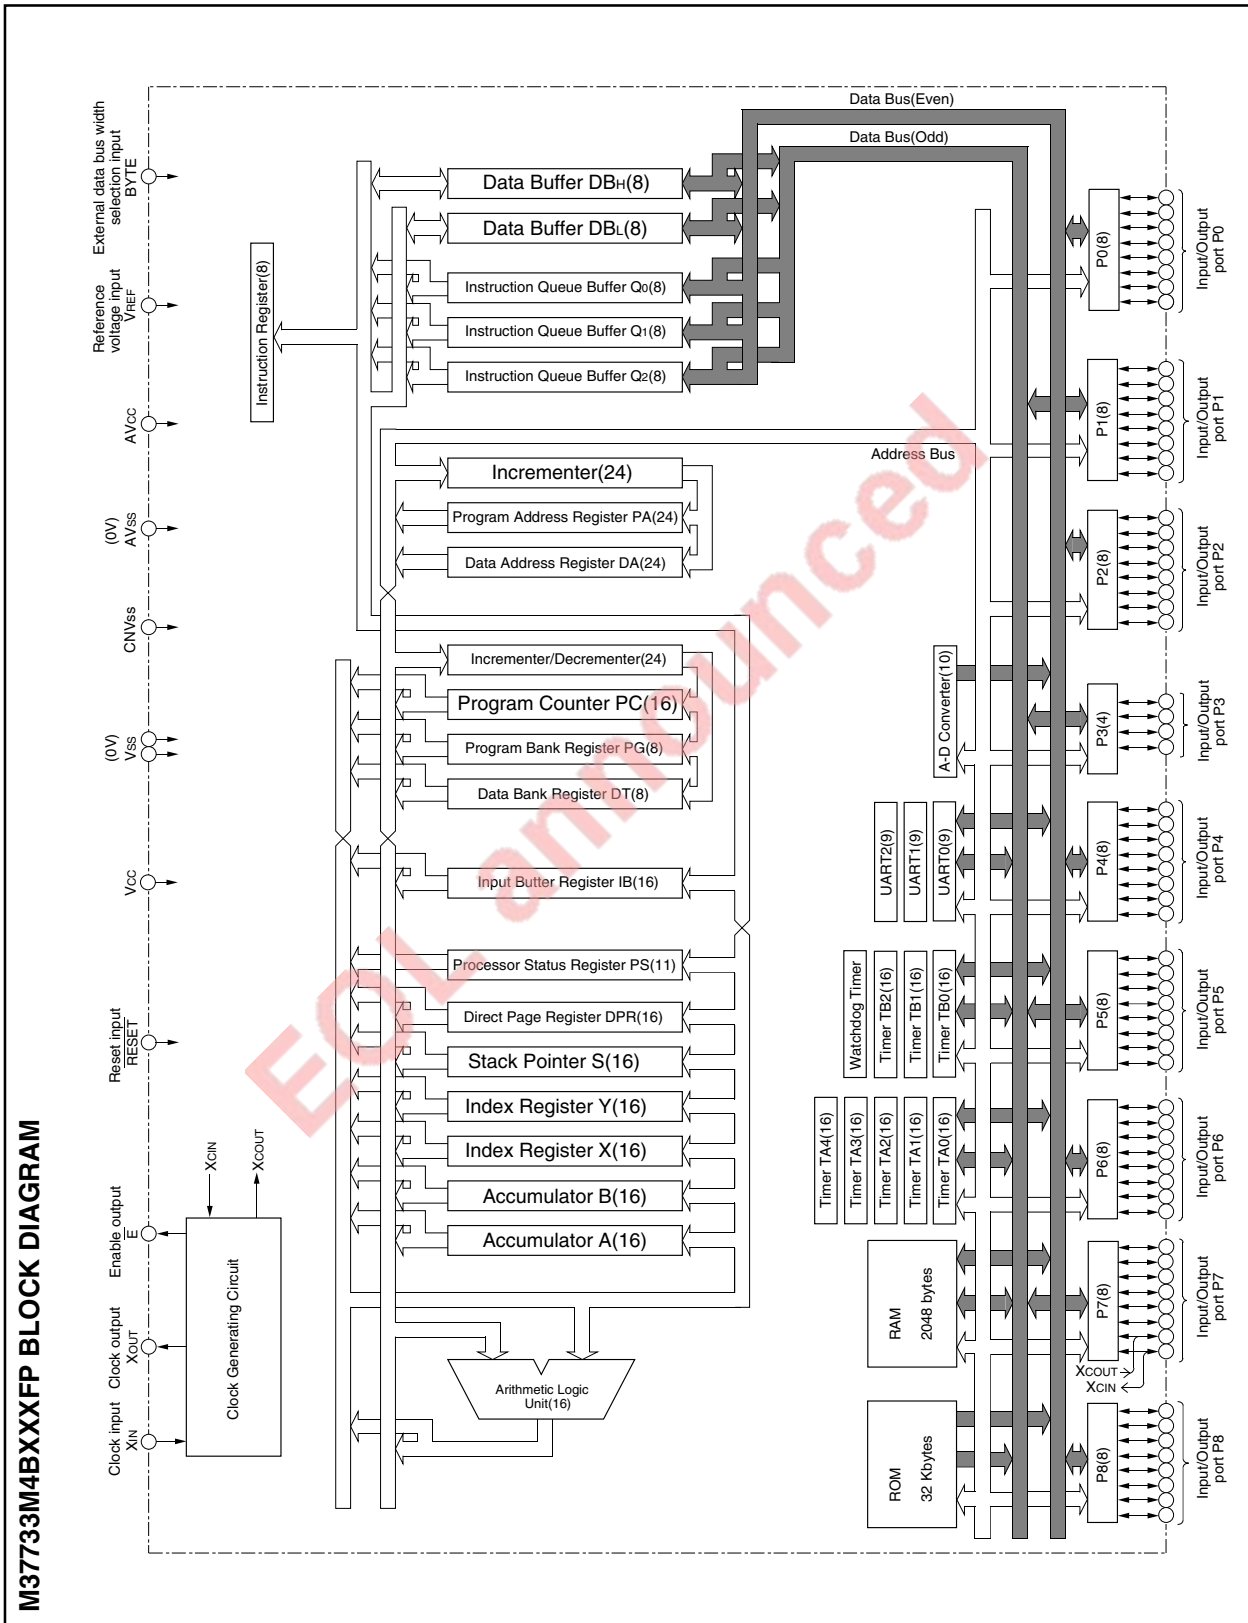 M37733M4BXXXFP BLOCK DIAGRAM
External data bus width
selection input
BYTE
Reference
voltage input
VREF
AVCC
(0V)
AVSS
CNVSS
(0V)
VSS
VCC
Reset input
RESET
Enable output
E
Clock output
XOUT
Clock input
XIN
XCIN
XCOUT
Clock Generating Circuit
Instruction Register(8)
Data Buffer DBH(8)
Data Buffer DBL(8)
Instruction Queue Buffer Q0(8)
Instruction Queue Buffer Q1(8)
Instruction Queue Buffer Q2(8)
Incrementer(24)
Program Address Register PA(24)
Data Address Register DA(24)
Incrementer/Decrementer(24)
Program Counter PC(16)
Program Bank Register PG(8)
Data Bank Register DT(8)
Input Butter Register IB(16)
Processor Status Register PS(11)
Direct Page Register DPR(16)
Stack Pointer S(16)
Index Register Y(16)
Index Register X(16)
Accumulator B(16)
Accumulator A(16)
Arithmetic Logic
Unit(16)
Data Bus(Even)
Data Bus(Odd)
Address Bus
A-D Converter(10)
UART2(9)
UART1(9)
UART0(9)
Watchdog Timer
Timer TB2(16)
Timer TB1(16)
Timer TB0(16)
Timer TA4(16)
Timer TA3(16)
Timer TA2(16)
Timer TA1(16)
Timer TA0(16)
RAM
2048 bytes
ROM
32 Kbytes
P0(8)
P1(8)
P2(8)
P3(4)
P4(8)
P5(8)
P6(8)
P7(8)
XCOUT
XCIN
P8(8)
Input/Output
port P0
Input/Output
port P1
Input/Output
port P2
Input/Output
port P3
Input/Output
port P4
Input/Output
port P5
Input/Output
port P6
Input/Output
port P7
Input/Output
port P8
EOL announced